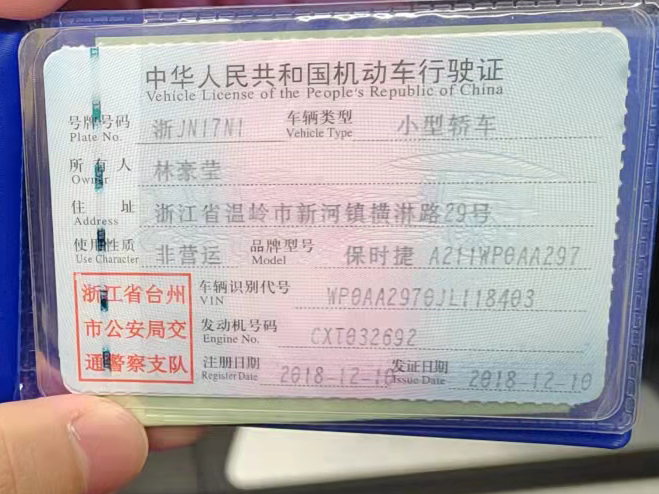 中华人民共和国机动车行驶证
Vehicle License of the People's Republic of China
号牌号码 浙JN17N1 车辆类型 小型轿车
Plate No. Vehicle Type
所有人 林豪莹
Owner
住址 浙江省温岭市新河镇横淋路29号
Address
使用性质 非营运 品牌型号 保时捷 A211WP0AA297
Use Character Model
浙江省台州
市公安局交
通警察支队
车辆识别代号 WP0AA2970JL118403
VIN
发动机号码 CXT032692
Engine No.
注册日期 2018-12-10 发证日期 2018-12-10
Register Date Issue Date